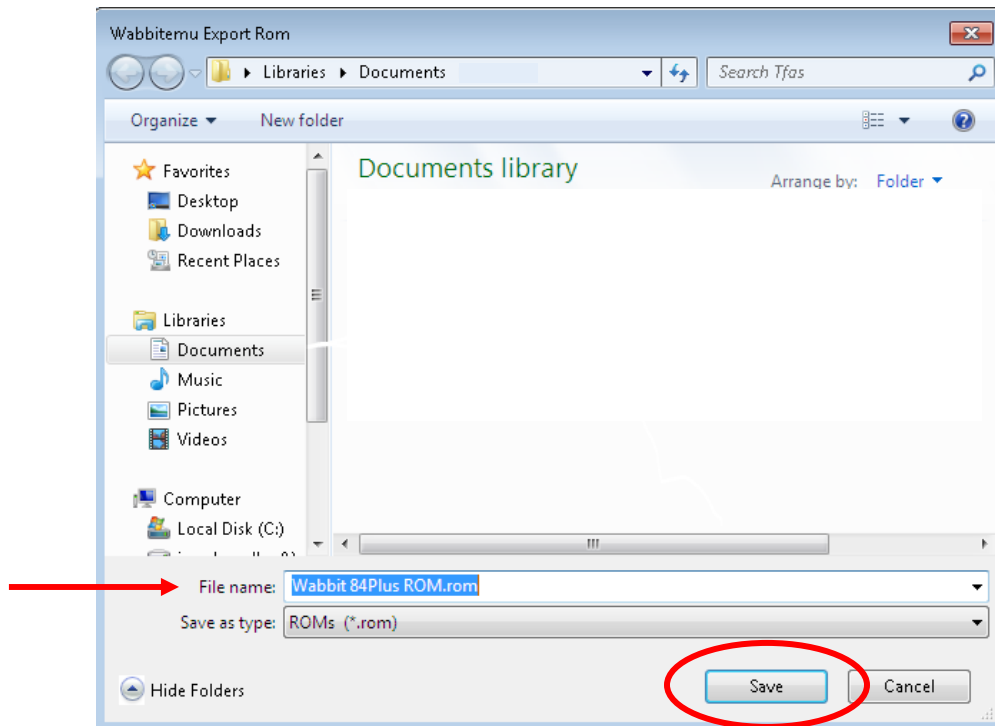 Wabbitemu Export Rom
Libraries Documents
Search Tfas
Organize New folder
Favorites
Desktop
Downloads
Recent Places
Libraries
Documents
Music
Pictures
Videos
Computer
Local Disk (C:)
Documents library
Arrange by: Folder
File name: Wabbit 84Plus ROM.rom
Save as type: ROMs (*.rom)
Hide Folders
Save Cancel